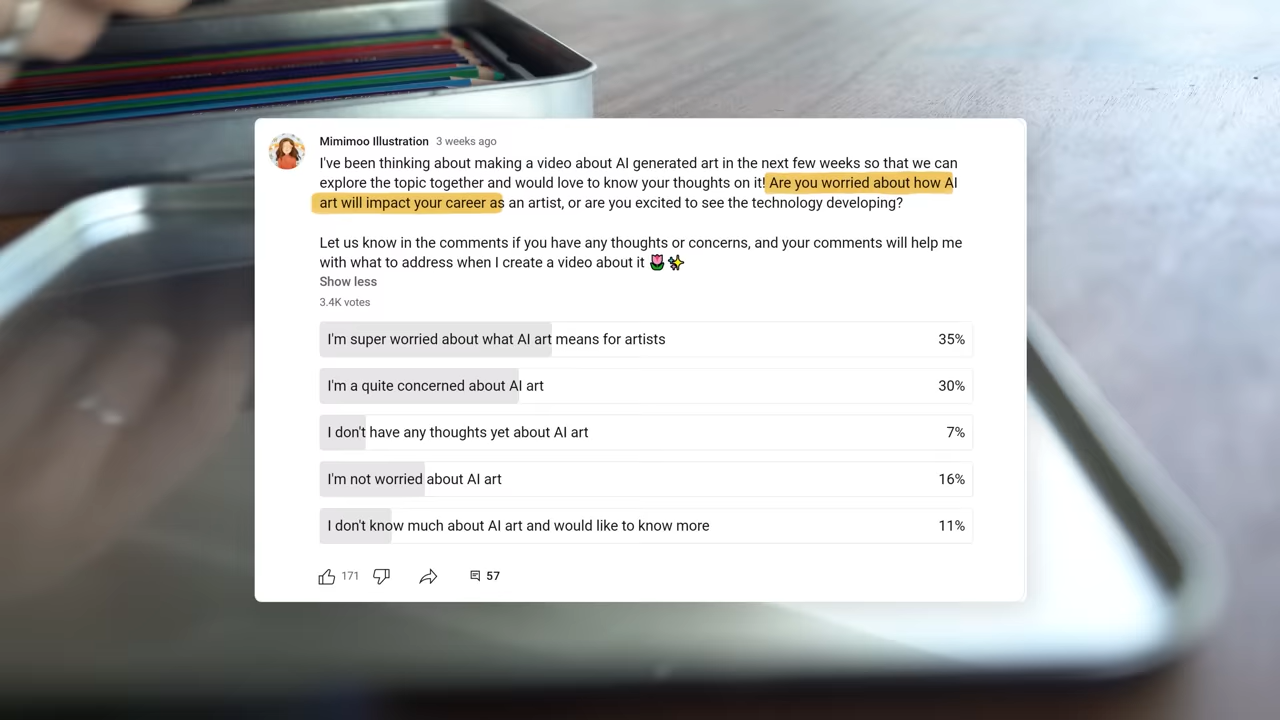 Mimimoo Illustration 3 weeks ago
I've been thinking about making a video about AI generated art in the next few weeks so that we can
explore the topic together and would love to know your thoughts on it! Are you worried about how AI
art will impact your career as an artist, or are you excited to see the technology developing?
Let us know in the comments if you have any thoughts or concerns, and your comments will help me
with what to address when I create a video about it 🌷✨
Show less
3.4K votes
I'm super worried about what AI art means for artists 35%
I'm a quite concerned about AI art 30%
I don't have any thoughts yet about AI art 7%
I'm not worried about AI art 16%
I don't know much about AI art and would like to know more 11%
171 57